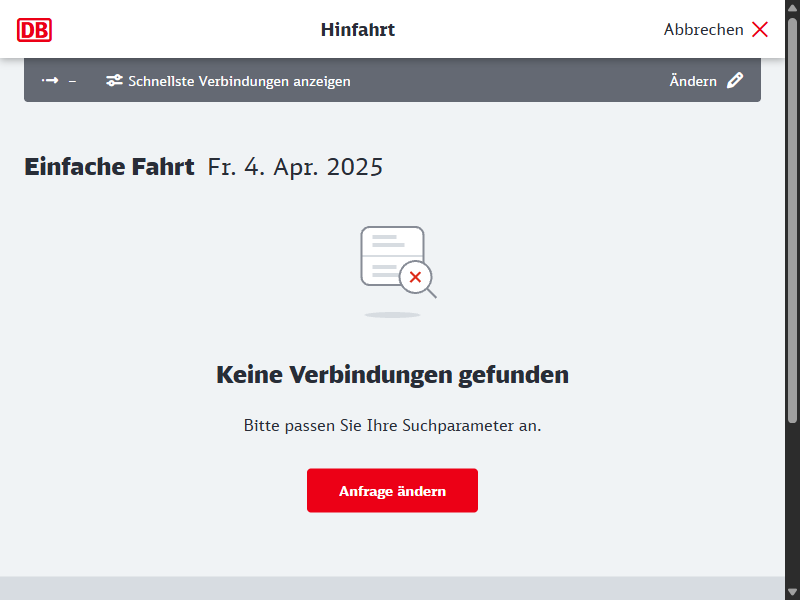 DB
Hinfahrt
Abbrechen
– Schnellste Verbindungen anzeigen
Ändern
Einfache Fahrt Fr. 4. Apr. 2025
Keine Verbindungen gefunden
Bitte passen Sie Ihre Suchparameter an.
Anfrage ändern